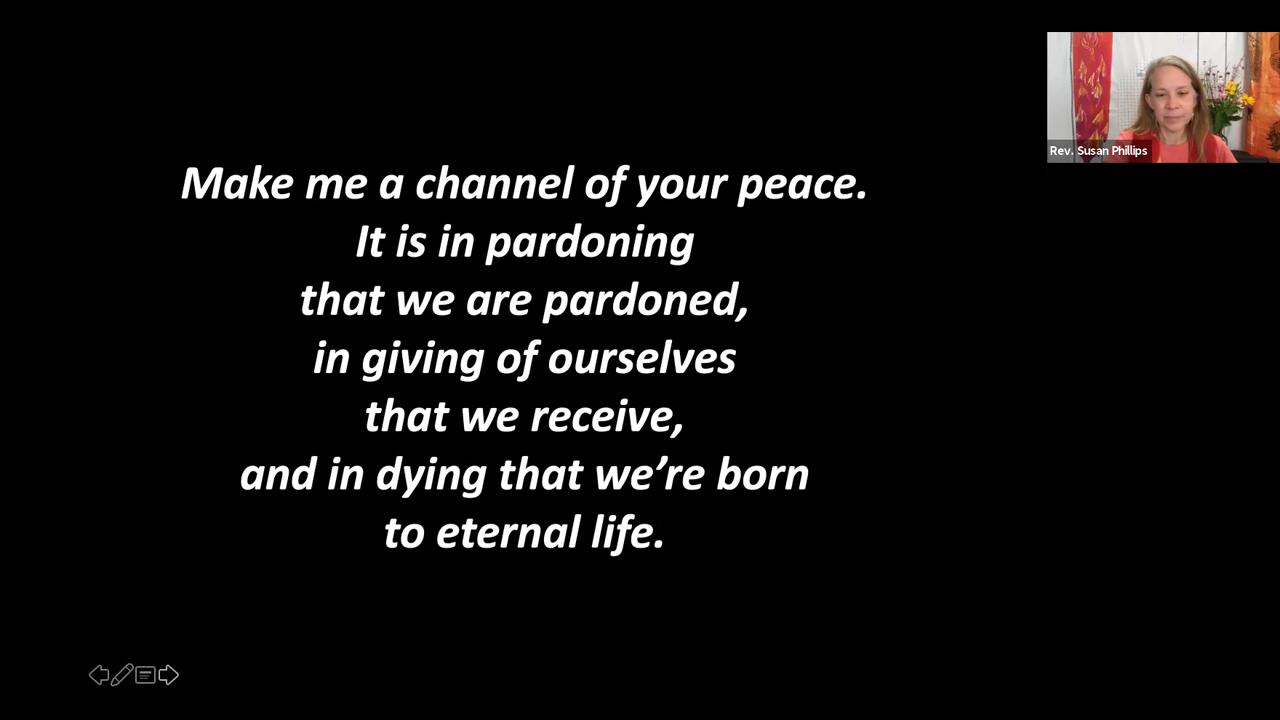 Make me a channel of your peace.
It is in pardoning
that we are pardoned,
in giving of ourselves
that we receive,
and in dying that we’re born
to eternal life.
Rev. Susan Phillips